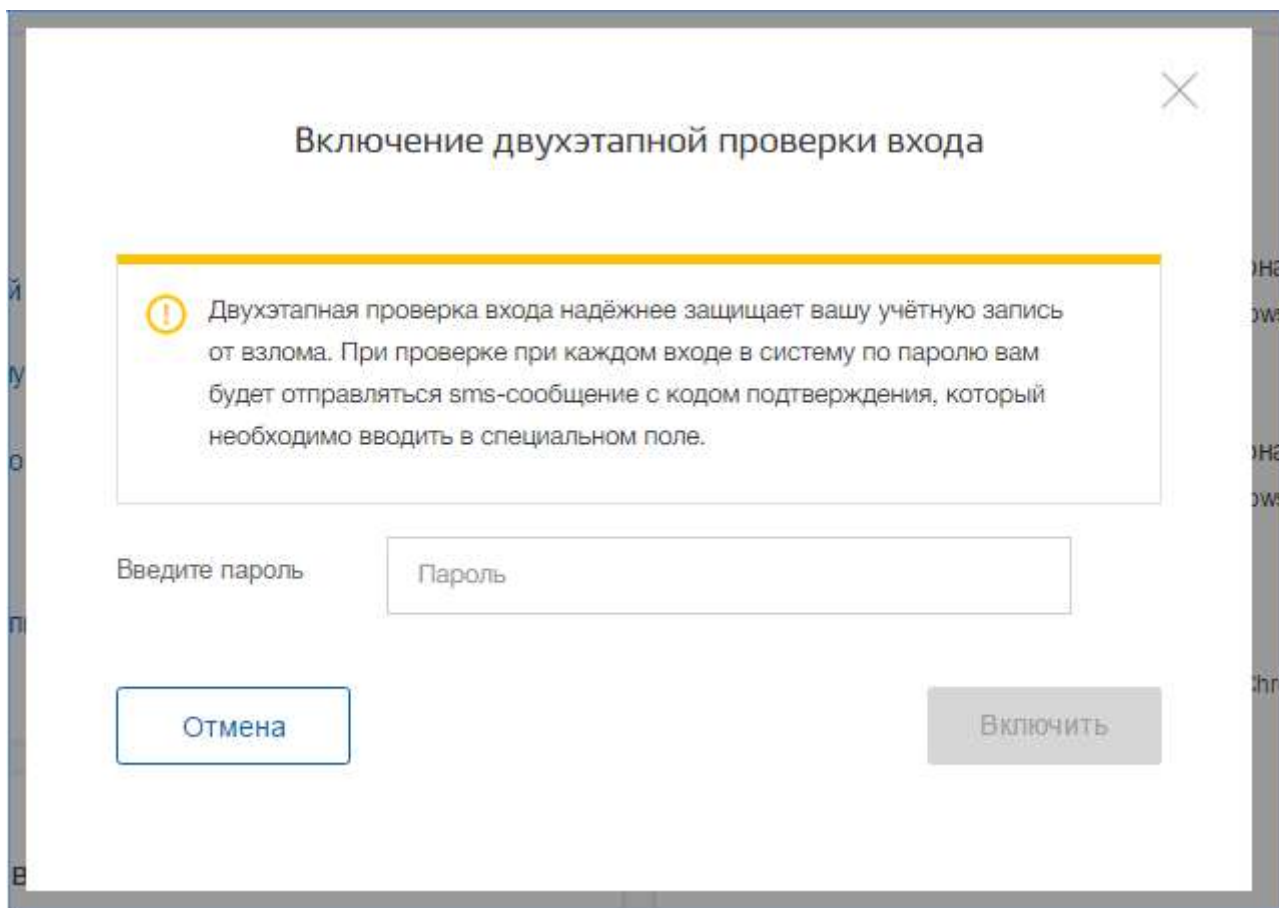 Включение двухэтапной проверки входа
Двухэтапная проверка входа надёжнее защищает вашу учётную запись
от взлома. При проверке при каждом входе в систему по паролю вам
будет отправляться sms-сообщение с кодом подтверждения, который
необходимо вводить в специальном поле.
Введите пароль
Пароль
Отмена
Включить